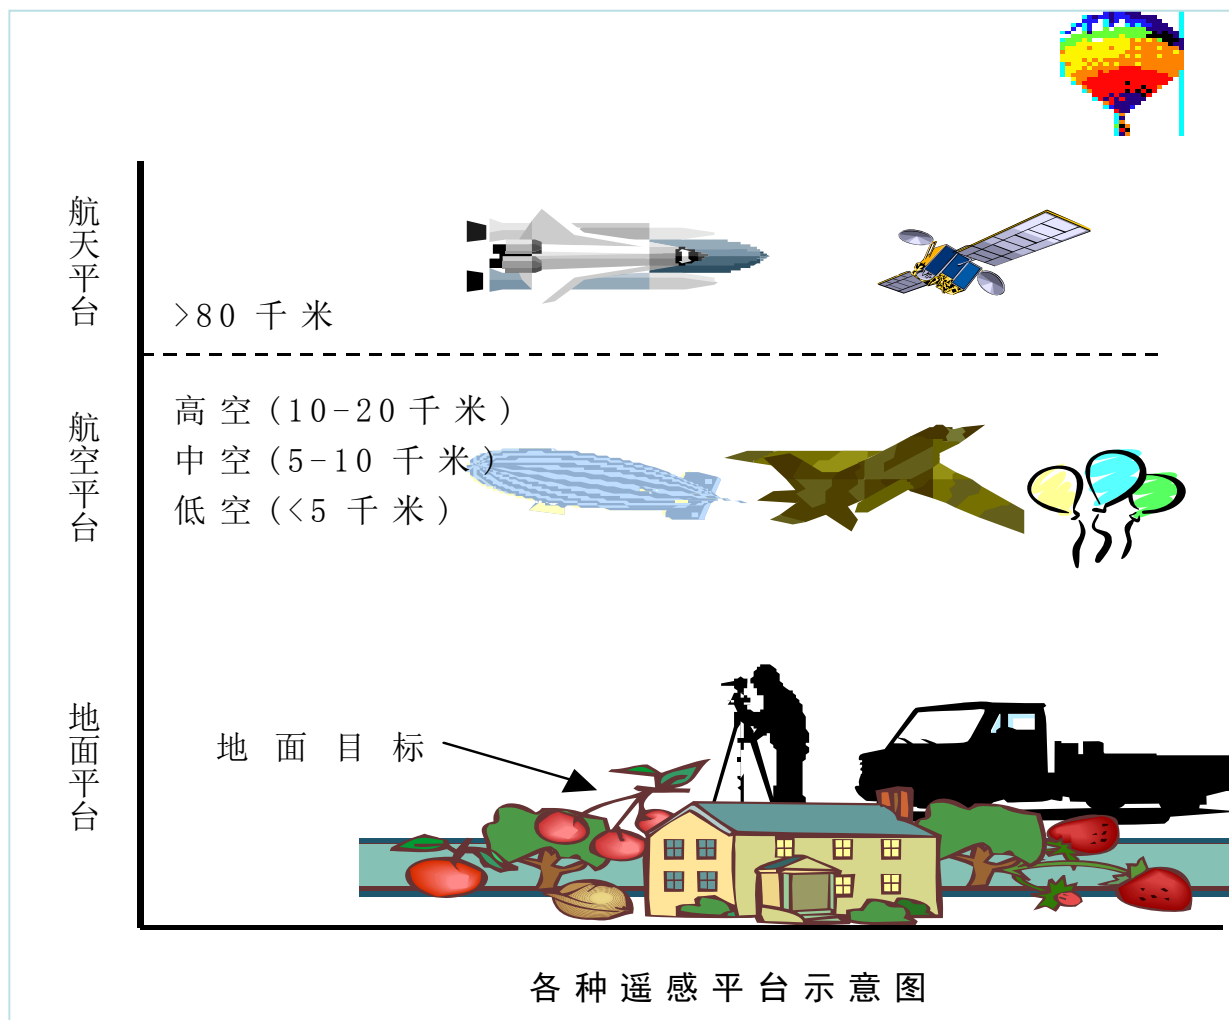 航天平台
>80 千米
航空平台
高空(10-20千米)
中空(5-10 千米)
低空(<5 千米)
地面平台
地面目标
各种遥感平台示意图